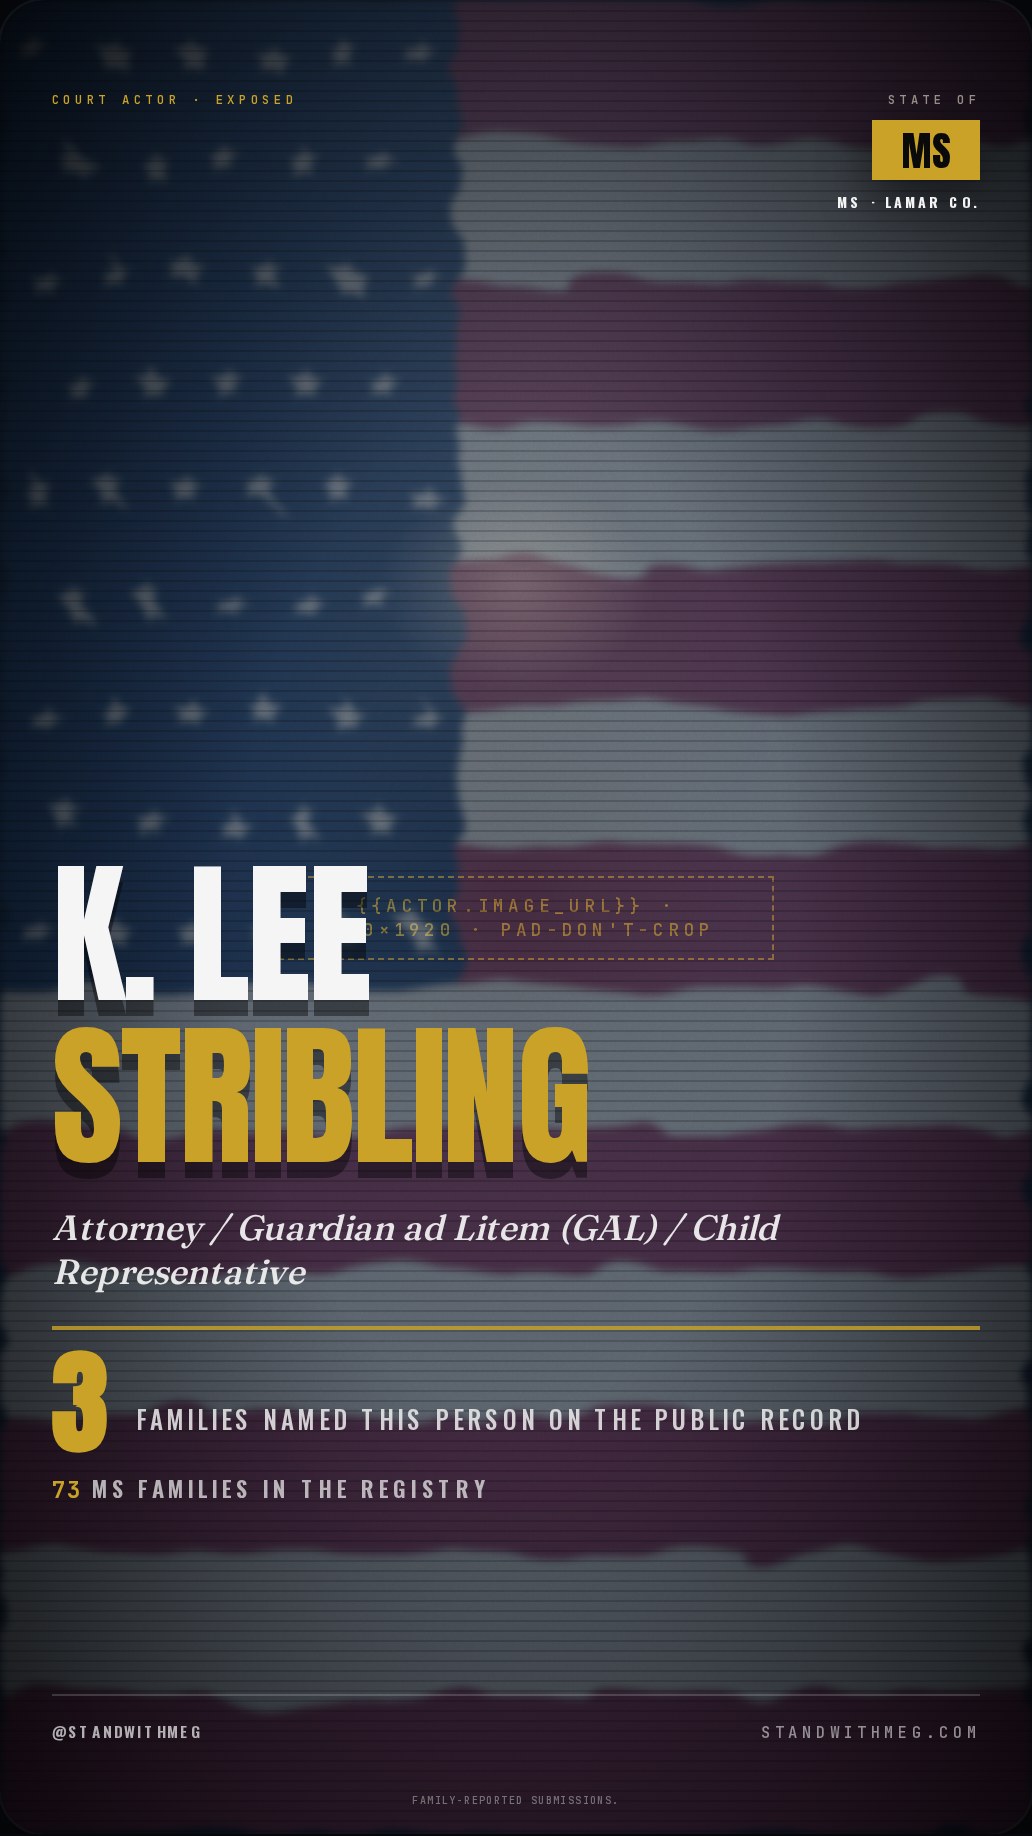 COURT ACTOR · EXPOSED
STATE OF
MS
MS · LAMAR CO.
{{ACTOR.IMAGE_URL}} ·
0×1920 · PAD-DON'T-CROP
K. LEE
STRIBLING
Attorney / Guardian ad Litem (GAL) / Child
Representative
3 FAMILIES NAMED THIS PERSON ON THE PUBLIC RECORD
73 MS FAMILIES IN THE REGISTRY
@STANDWITHMEG
STANDWITHMEG.COM
FAMILY-REPORTED SUBMISSIONS.